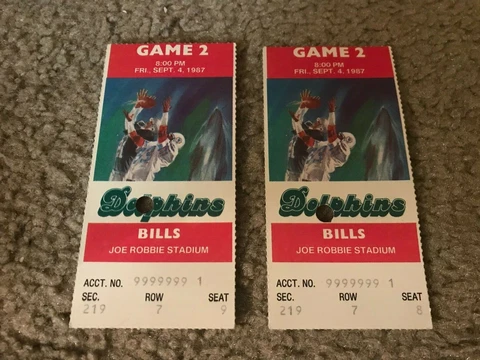 GAME 2
8:00 PM
FRI., SEPT. 4, 1987
Dolphins
BILLS
JOE ROBBIE STADIUM
ACCT. NO. 9999999 1
SEC. ROW SEAT
219 7 9
GAME 2
8:00 PM
FRI., SEPT. 4, 1987
Dolphins
BILLS
JOE ROBBIE STADIUM
ACCT. NO. 9999999 1
SEC. ROW SEAT
219 7 8